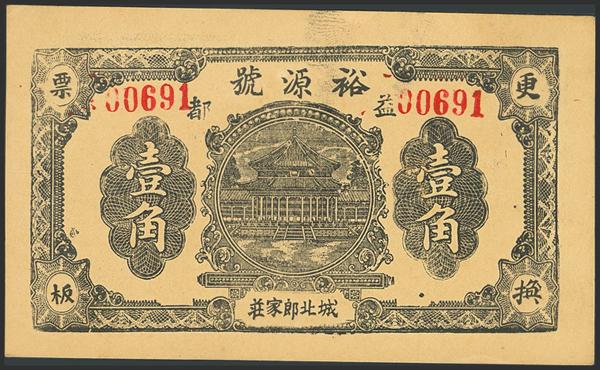 裕源號
益 00691
都 00691
更換票板
壹角
壹角
城北郎家莊